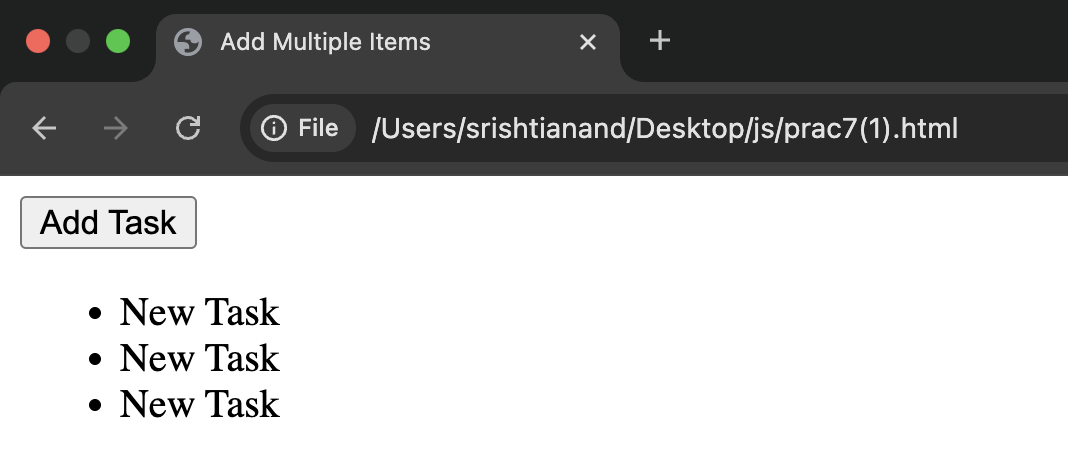 Add Multiple Items
File /Users/srishtianand/Desktop/js/prac7(1).html
Add Task
• New Task
• New Task
• New Task